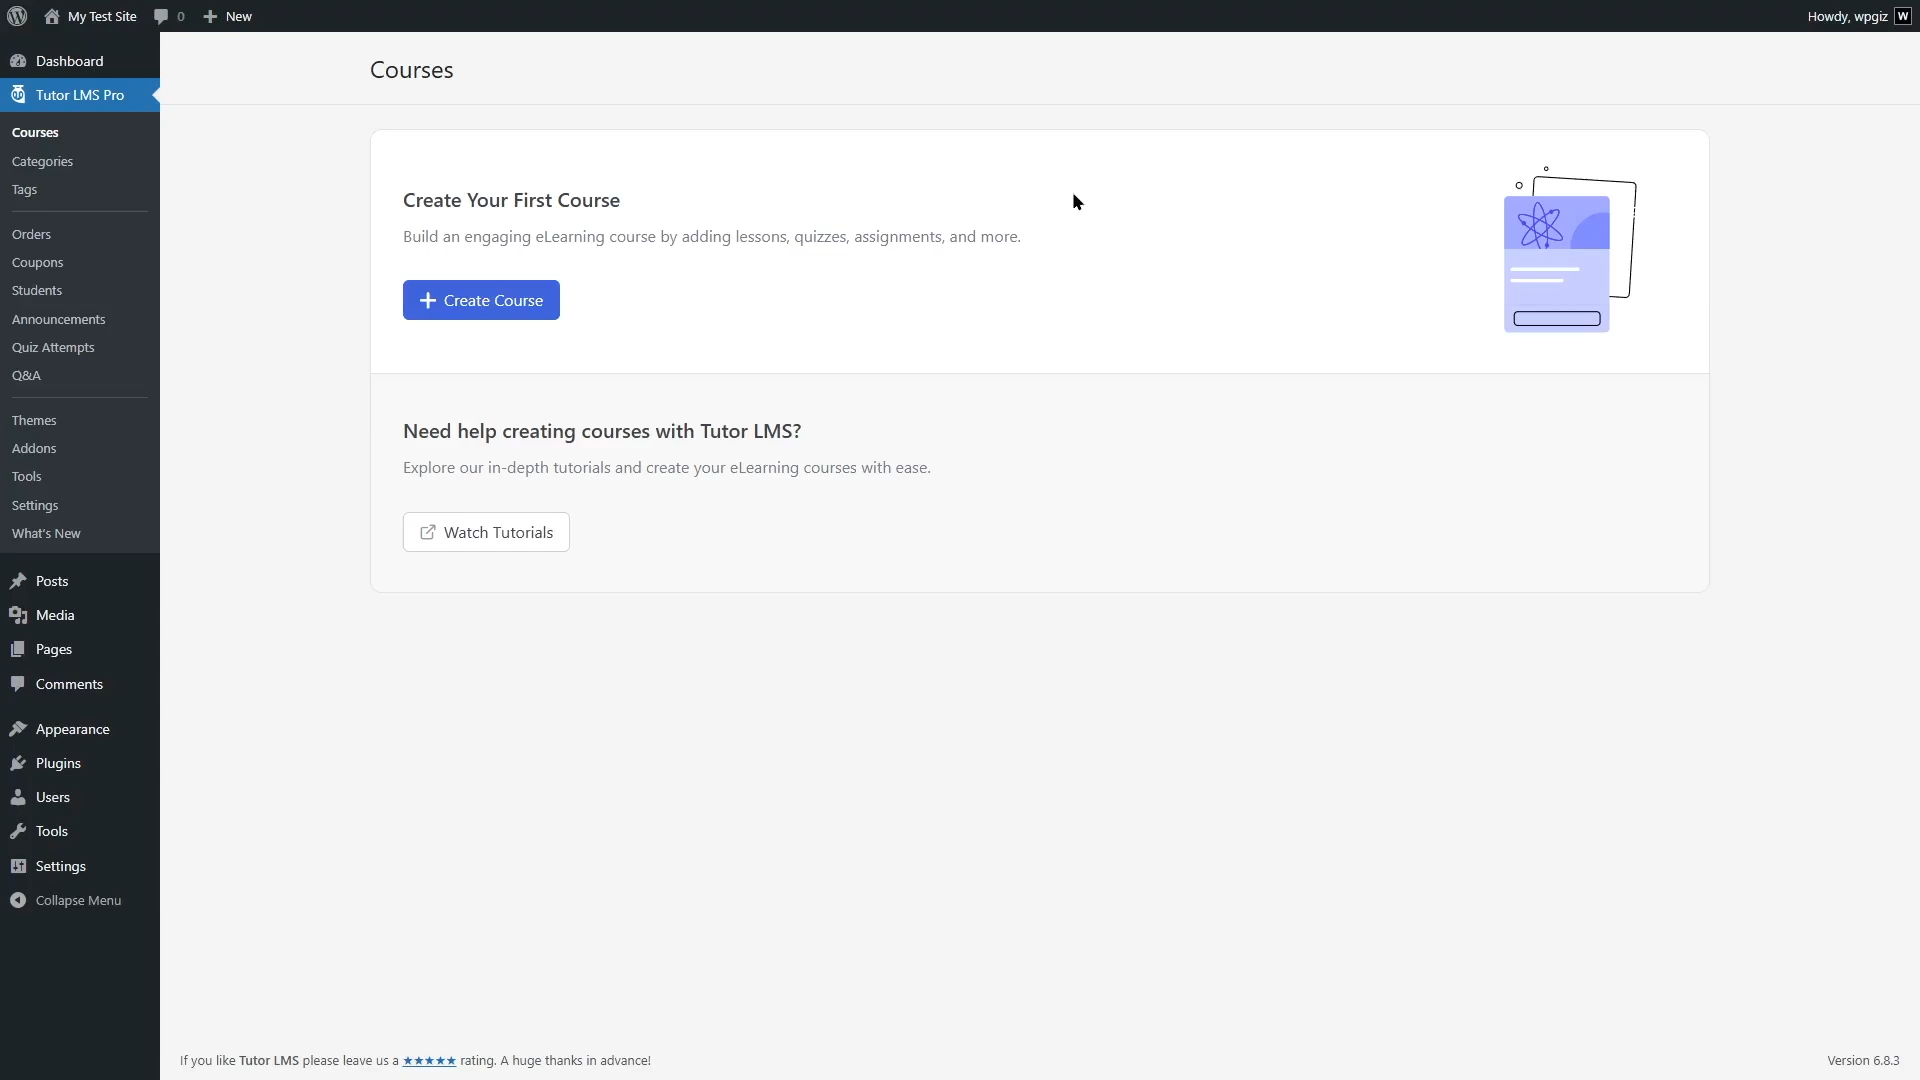 My Test Site
0
New
Howdy, wpgiz
W
Dashboard
Tutor LMS Pro
Courses
Categories
Tags
Orders
Coupons
Students
Announcements
Quiz Attempts
Q&A
Themes
Addons
Tools
Settings
What's New
Posts
Media
Pages
Comments
Appearance
Plugins
Users
Tools
Settings
Collapse Menu
Courses
Create Your First Course
Build an engaging eLearning course by adding lessons, quizzes, assignments, and more.
Create Course
Need help creating courses with Tutor LMS?
Explore our in-depth tutorials and create your eLearning courses with ease.
Watch Tutorials
If you like Tutor LMS please leave us a ★★★★★ rating. A huge thanks in advance!
Version 6.8.3